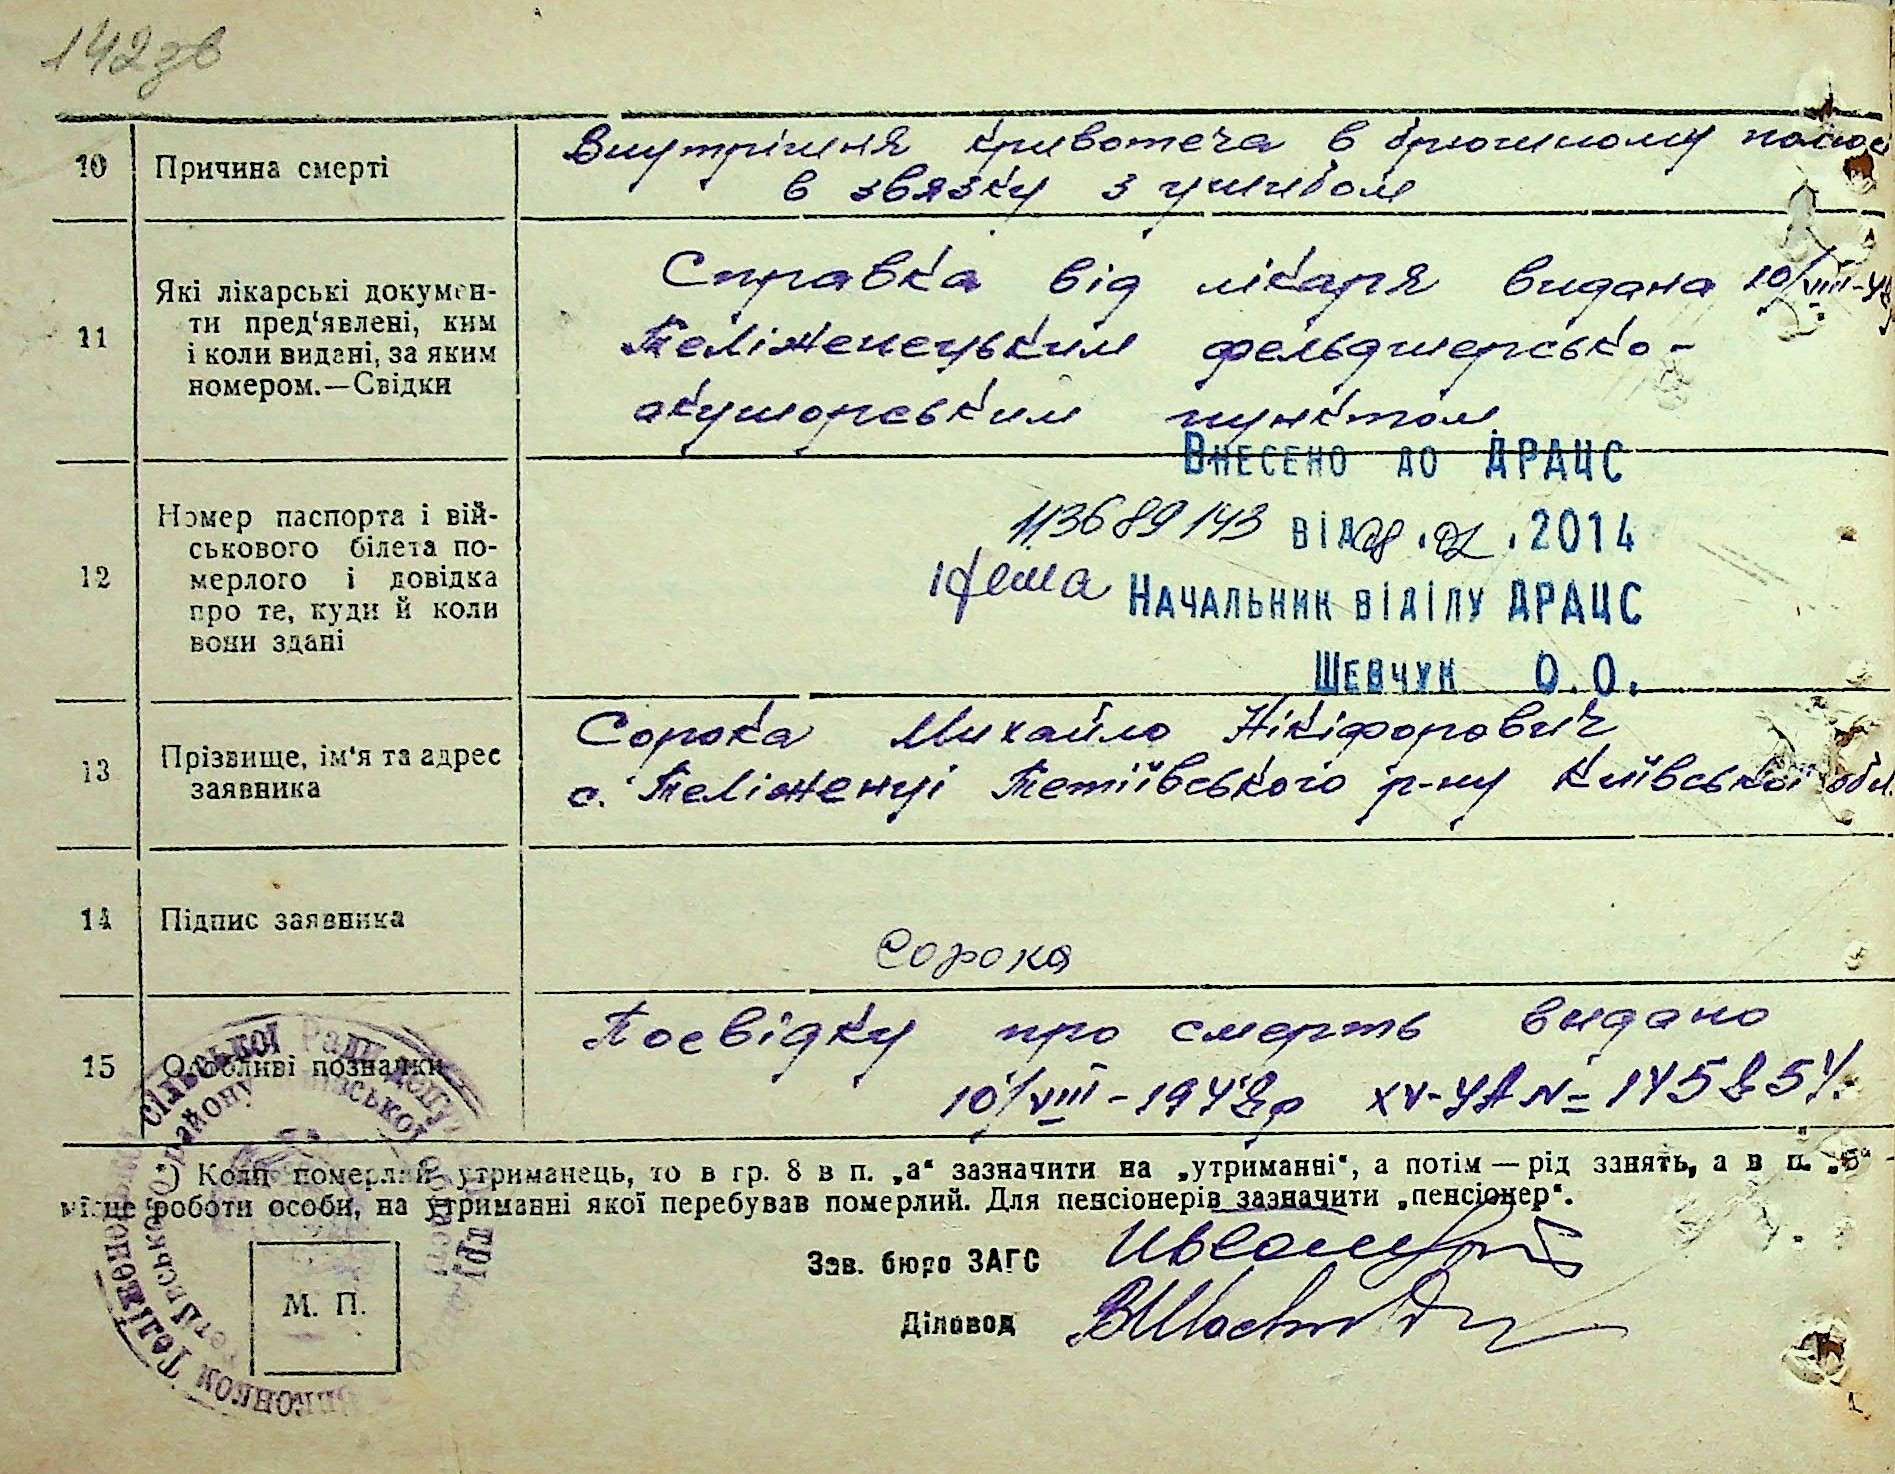 142зв
10 Причина смерті
Внутрішня кривотеча в брюшному
в звязку з ушибом
11 Які лікарські докумен-
ти пред‘явлені, ким
і коли видані, за яким
номером.—Свідки
Справка від лікаря видана 10/VIII-48
Теліженецьким фельдшерсько-
акушорським пунктом
Внесено до ДРАЦС
113689143 від 08.02.2014
Начальник відділу ДРАЦС
Шевчук О.О.
12 Номер паспорта і вій-
ськового білета по-
мерлого і довідка
про те, куди й коли
вони здані
13 Прізвище, ім‘я та адрес
заявника
Сорока Михайло Нікіфорович
с. Теліженці Тетіївського р-ну Київської обл.
14 Підпис заявника
Сорока
15 Особливі позначки
Посвідку про смерть видано
10/VIII-1948р XV-УА №
*) Коли померлий утриманець, то в гр. 8 в п. „а“ зазначити на „утриманні“, а потім — рід занять, а в п. „б“
місце роботи особи, на утриманні якої перебував померлий. Для пенсіонерів зазначити „пенсіонер“.
Зав. бюро ЗАГС
Діловод
М. П.